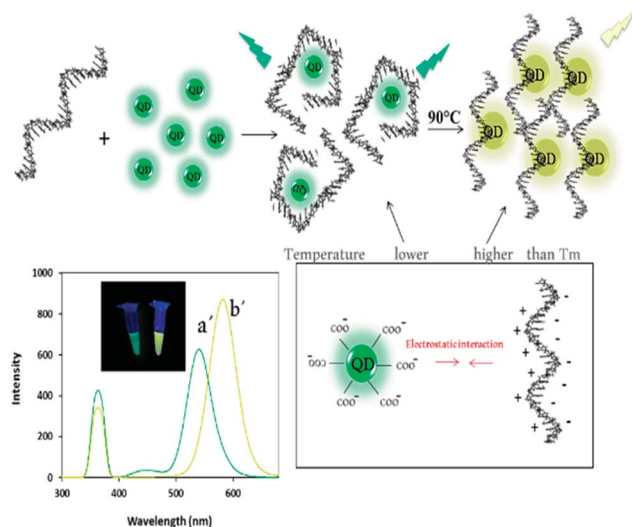 QD
QD
QD
QD
QD
QD
+
QD
QD
QD
90°C
QD
QD
QD
QD
QD
Temperature lower higher than Tm
1000
800
600
400
200
0
Intensity
a´
b´
300 400 500 600
Wavelength (nm)
COO⁻
COO⁻
COO⁻
COO⁻
COO⁻
COO⁻
QD
Electrostatic interaction
+ + + + + +
- - - - - -